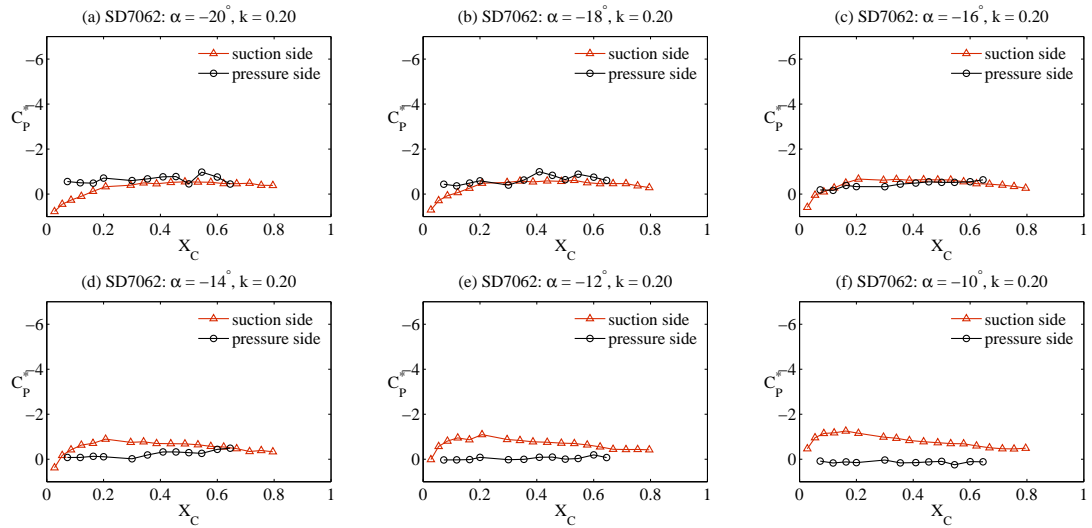 (a) SD7062: α = −20°, k = 0.20
suction side
pressure side
−6
−4
−2
0
C*P
0 0.2 0.4 0.6 0.8 1
X_C
(b) SD7062: α = −18°, k = 0.20
suction side
pressure side
−6
−4
−2
0
C*P
0 0.2 0.4 0.6 0.8 1
X_C
(c) SD7062: α = −16°, k = 0.20
suction side
pressure side
−6
−4
−2
0
C*P
0 0.2 0.4 0.6 0.8 1
X_C
(d) SD7062: α = −14°, k = 0.20
suction side
pressure side
−6
−4
−2
0
C*P
0 0.2 0.4 0.6 0.8 1
X_C
(e) SD7062: α = −12°, k = 0.20
suction side
pressure side
−6
−4
−2
0
C*P
0 0.2 0.4 0.6 0.8 1
X_C
(f) SD7062: α = −10°, k = 0.20
suction side
pressure side
−6
−4
−2
0
C*P
0 0.2 0.4 0.6 0.8 1
X_C